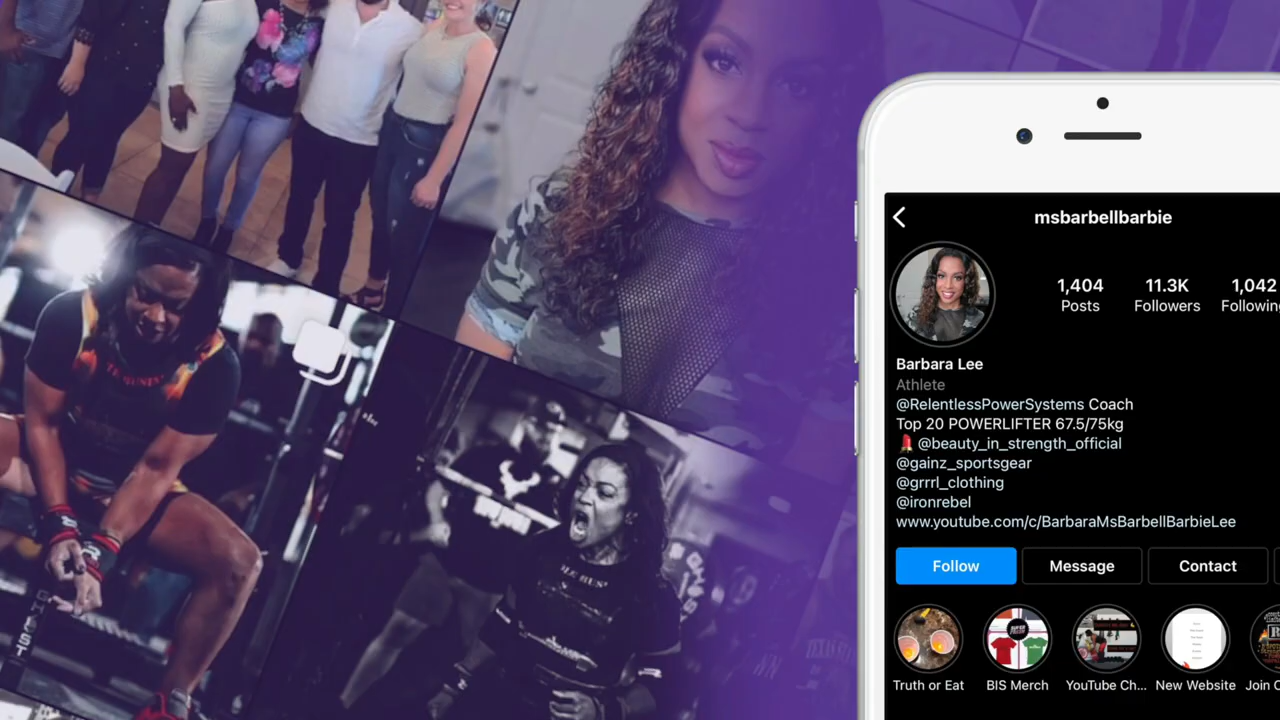 msbarbellbarbie
1,404
11.3K
1,042
Posts
Followers
Following
Barbara Lee
Athlete
@RelentlessPowerSystems Coach
Top 20 POWERLIFTER 67.5/75kg
@beauty_in_strength_official
@gainz_sportsgear
@grrrl_clothing
@ironrebel
www.youtube.com/c/BarbaraMsBarbellBarbieLee
Follow
Message
Contact
Truth or Eat
BIS Merch
YouTube Ch...
New Website
Join